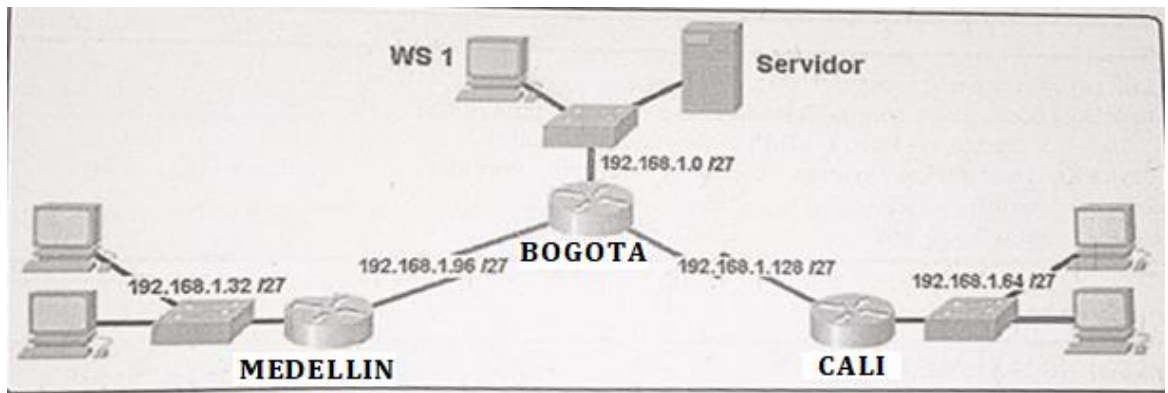 WS 1
Servidor
192.168.1.0 /27
BOGOTA
192.168.1.96 /27
192.168.1.128 /27
192.168.1.32 /27
192.168.1.64 /27
MEDELLIN
CALI